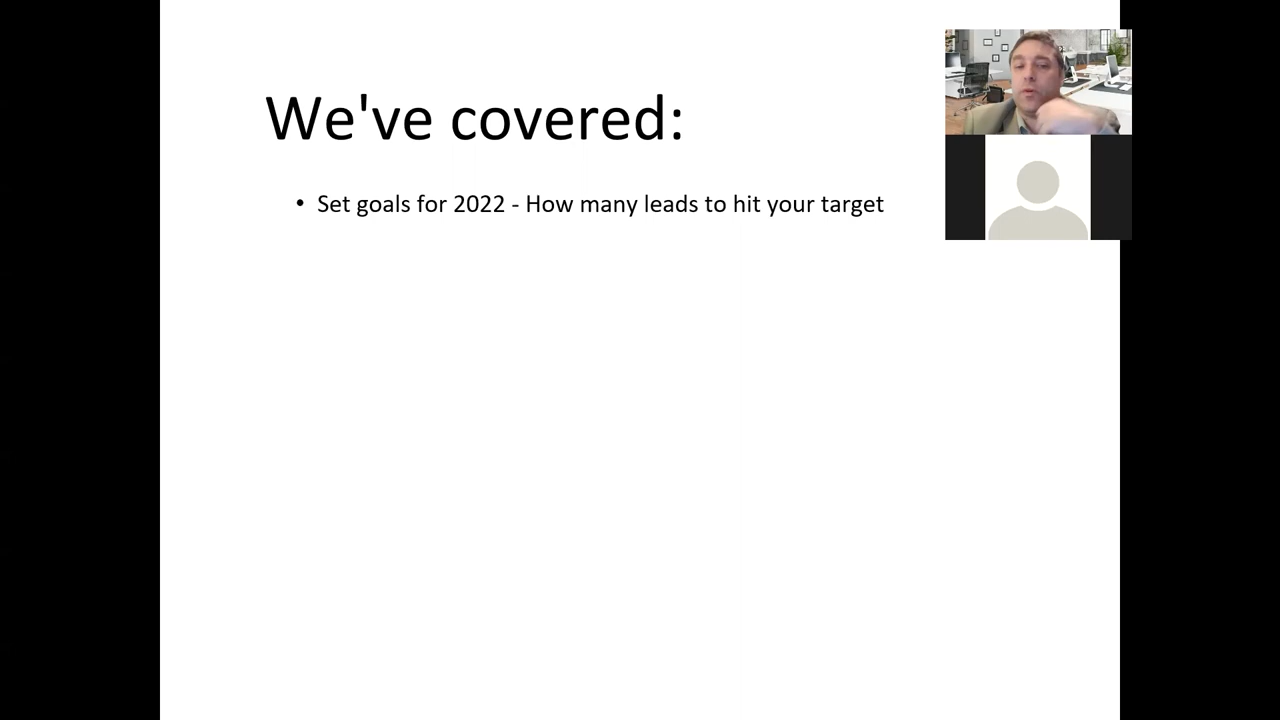 We've covered:
• Set goals for 2022 - How many leads to hit your target